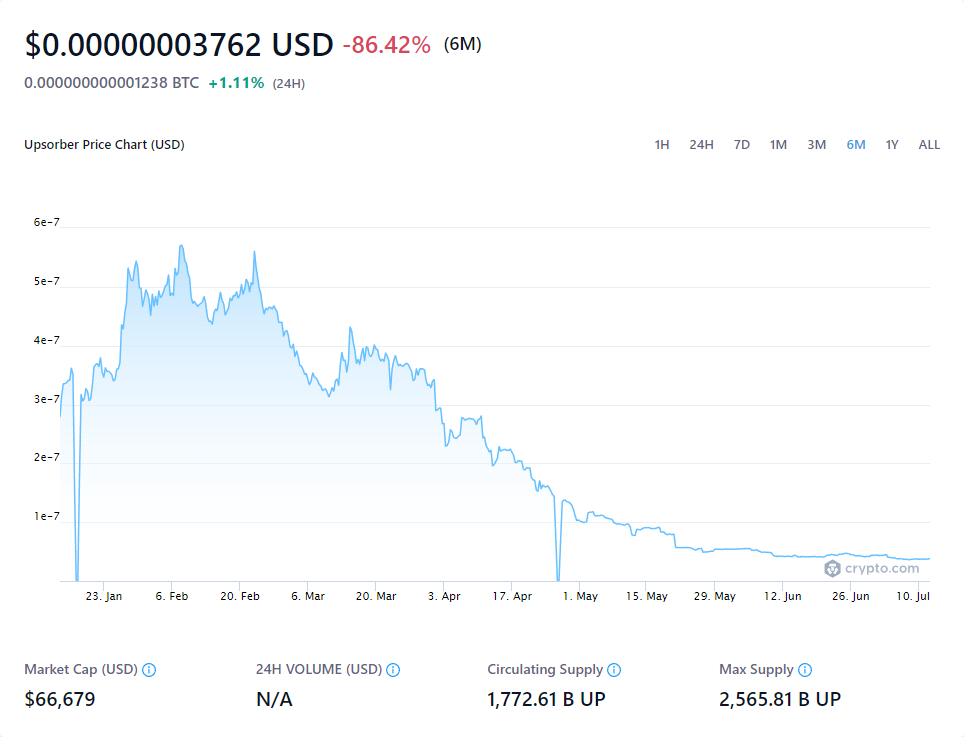 $0.00000003762 USD -86.42% (6M)
0.000000000001238 BTC +1.11% (24H)
Upsorber Price Chart (USD) 1H 24H 7D 1M 3M 6M 1Y ALL
6e-7
5e-7
4e-7
3e-7
2e-7
1e-7
crypto.com
23. Jan 6. Feb 20. Feb 6. Mar 20. Mar 3. Apr 17. Apr 1. May 15. May 29. May 12. Jun 26. Jun 10. Jul
Market Cap (USD) 24H VOLUME (USD) Circulating Supply Max Supply
$66,679 N/A 1,772.61 B UP 2,565.81 B UP